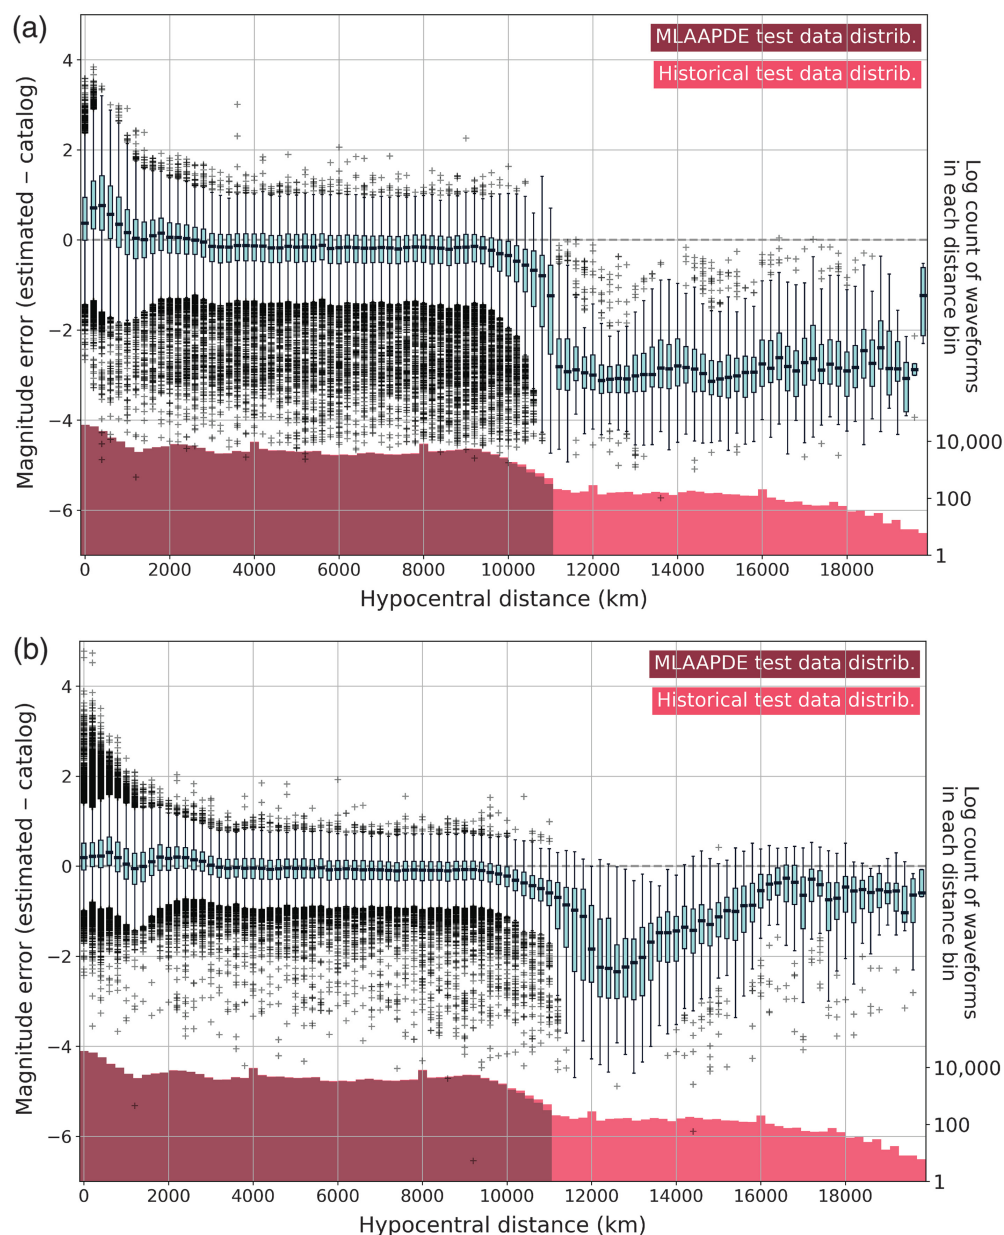 (a)
MLAAPDE test data distrib.
Historical test data distrib.
4
2
0
−2
−4
−6
Magnitude error (estimated − catalog)
Log count of waveforms
in each distance bin
10,000
100
1
0 2000 4000 6000 8000 10000 12000 14000 16000 18000
Hypocentral distance (km)
(b)
MLAAPDE test data distrib.
Historical test data distrib.
4
2
0
−2
−4
−6
Magnitude error (estimated − catalog)
Log count of waveforms
in each distance bin
10,000
100
1
0 2000 4000 6000 8000 10000 12000 14000 16000 18000
Hypocentral distance (km)